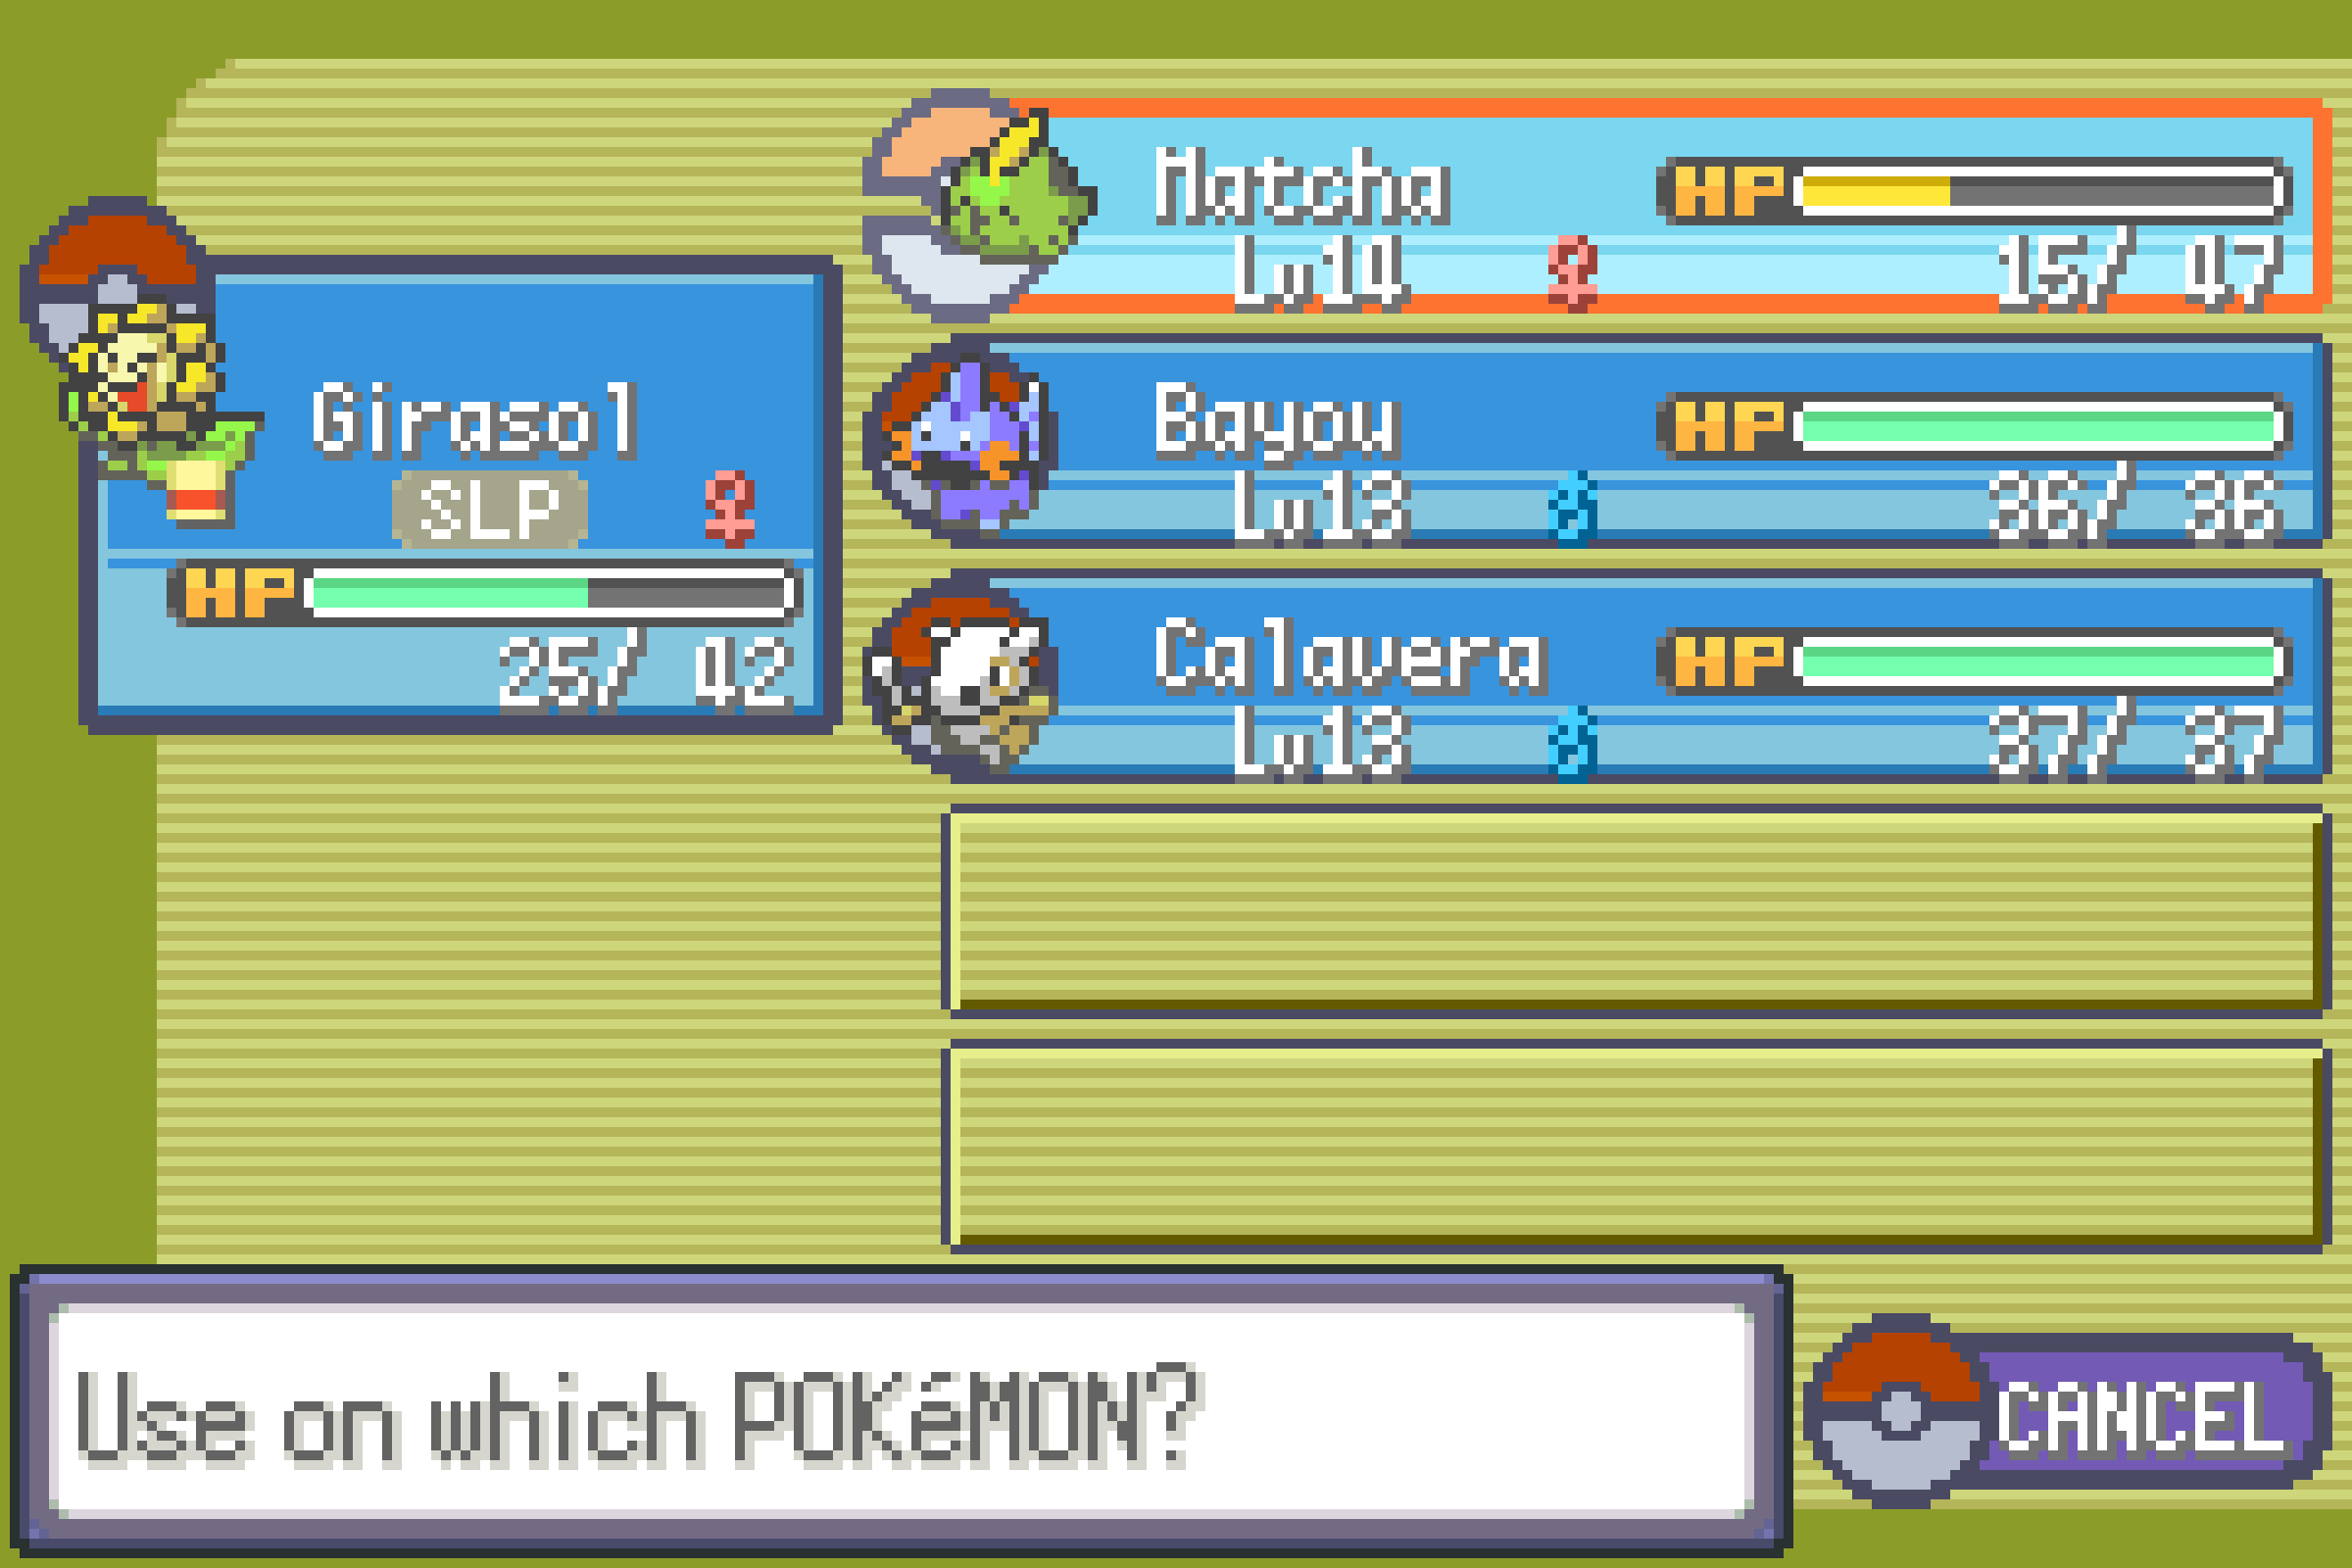 Girasol
SLP ♀
HP
25/ 42
Matcha HP
Lv14 ♀ 15/ 47
Bayou HP
Lv13 ♂ 36/ 36
Calavera HP
Lv13 ♂ 37/ 37
Use on which POKéMON?
CANCEL